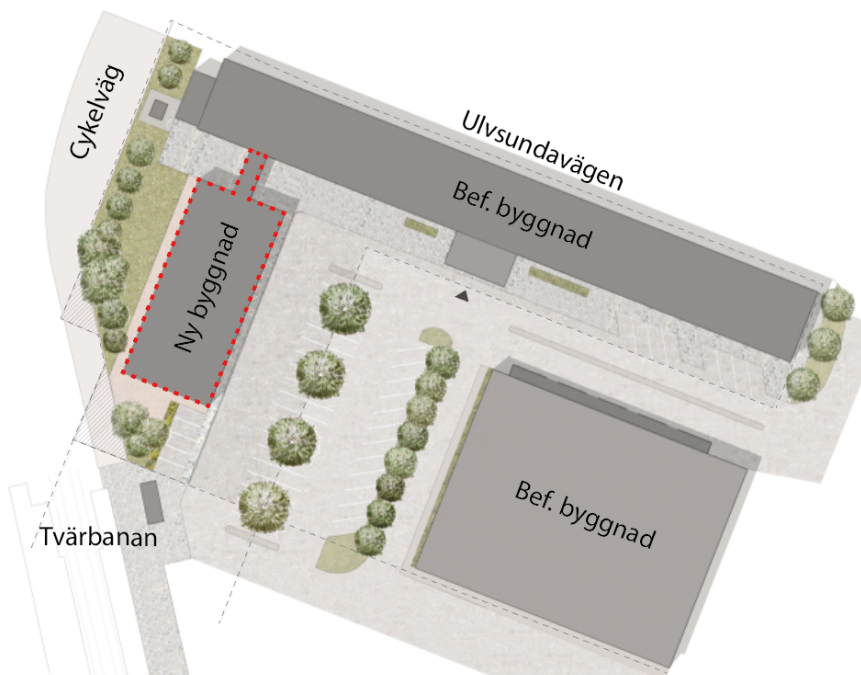 Cykelväg
Ulvsundavägen
Bef. byggnad
Ny byggnad
Bef. byggnad
Tvärbanan